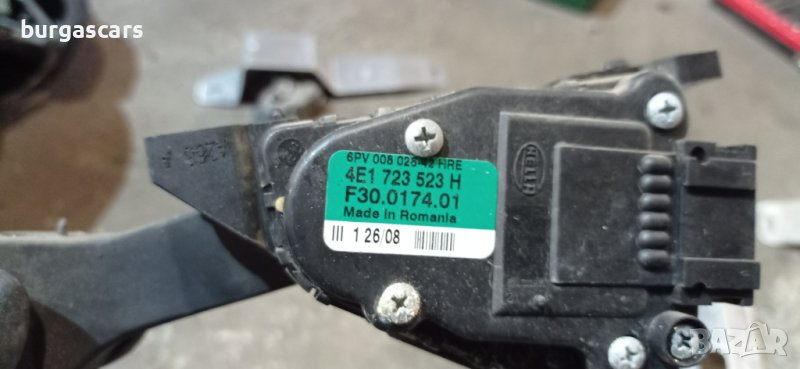 burgascars
6PV 008 025-42 HRE
4E1 723 523 H
F30.0174.01
Made in Romania
III 1 26/08
HELLA
BAZAR